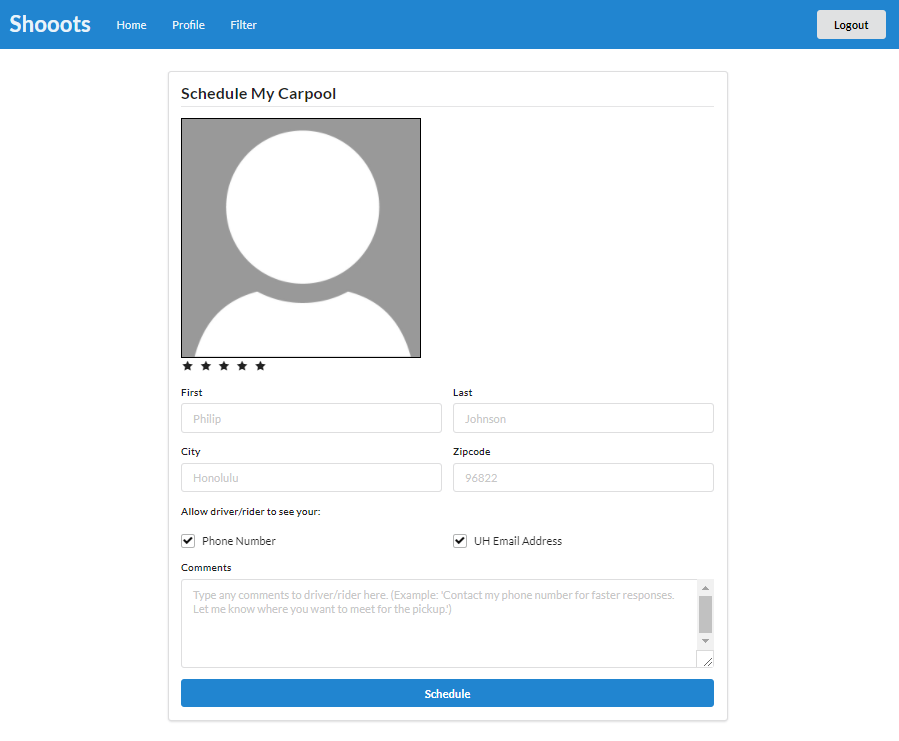 Shooots
Home
Profile
Filter
Logout
Schedule My Carpool
First
Last
Philip
Johnson
City
Zipcode
Honolulu
96822
Allow driver/rider to see your:
Phone Number
UH Email Address
Comments
Type any comments to driver/rider here. (Example: 'Contact my phone number for faster responses.
Let me know where you want to meet for the pickup.')
Schedule